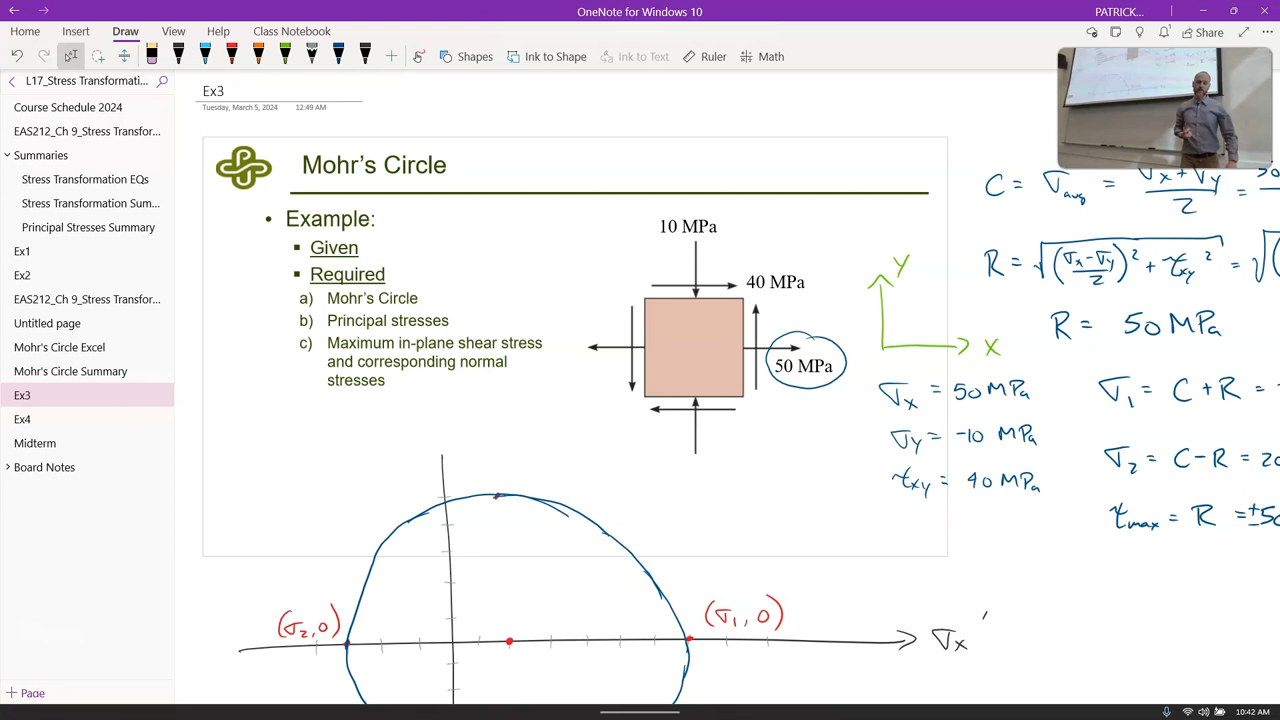 OneNote for Windows 10
PATRICK...
Home Insert Draw View Help Class Notebook
Share
Shapes Ink to Shape Ink to Text Ruler Math
L17_Stress Transformati...
Course Schedule 2024
EAS212_Ch 9_Stress Transfor...
Summaries
Stress Transformation EQs
Stress Transformation Sum...
Principal Stresses Summary
Ex1
Ex2
EAS212_Ch 9_Stress Transfor...
Untitled page
Mohr's Circle Excel
Mohr's Circle Summary
Ex3
Ex4
Midterm
Board Notes
Page
Ex3
Tuesday, March 5, 2024 12:49 AM
Mohr's Circle
• Example:
▪ Given
▪ Required
a) Mohr's Circle
b) Principal stresses
c) Maximum in-plane shear stress
and corresponding normal
stresses
10 MPa
40 MPa
50 MPa
Y
X
C = σavg = σx+σy/2 =
R = √((σx-σy/2)² + τxy²) = √(
R = 50 MPa
σx = 50 MPa
σy = -10 MPa
τxy = 40 MPa
σ1 = C + R =
σ2 = C - R = 20
τmax = R = ±50
(σ2, 0)
(σ1, 0)
σx'
10:42 AM